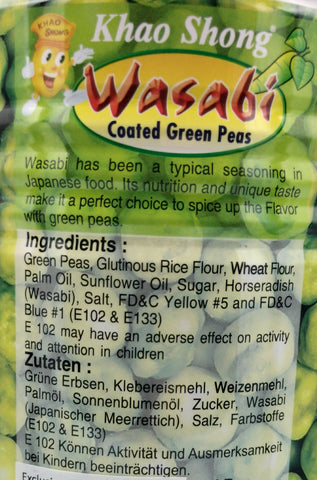 KHAO
SHONG
Khao Shong®
Wasabi
Coated Green Peas
Wasabi has been a typical seasoning in
Japanese food. Its nutrition and unique taste
make it a perfect choice to spice up the Flavor
with green peas.
Ingredients :
Green Peas, Glutinous Rice Flour, Wheat Flour,
Palm Oil, Sunflower Oil, Sugar, Horseradish
(Wasabi), Salt, FD&C Yellow #5 and FD&C
Blue #1 (E102 & E133)
E 102 may have an adverse effect on activity
and attention in children
Zutaten :
Grüne Erbsen, Klebereismehl, Weizenmehl,
Palmöl, Sonnenblumenöl, Zucker, Wasabi
(Japanischer Meerrettich), Salz, Farbstoffe
(E102 & E133)
E 102 Können Aktivität und Ausmerksamkeit
bei Kindern beeinträchtigen.